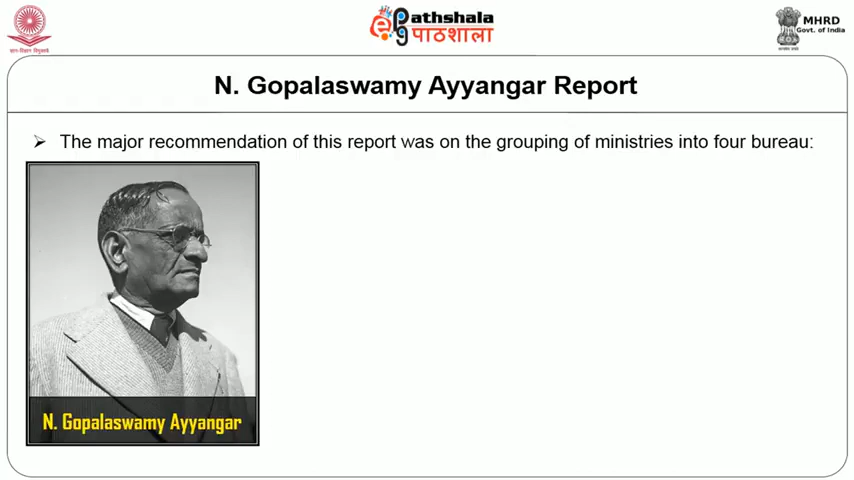 ePathshala
पाठशाला
MHRD
Govt. of India
N. Gopalaswamy Ayyangar Report
➢ The major recommendation of this report was on the grouping of ministries into four bureau:
N. Gopalaswamy Ayyangar